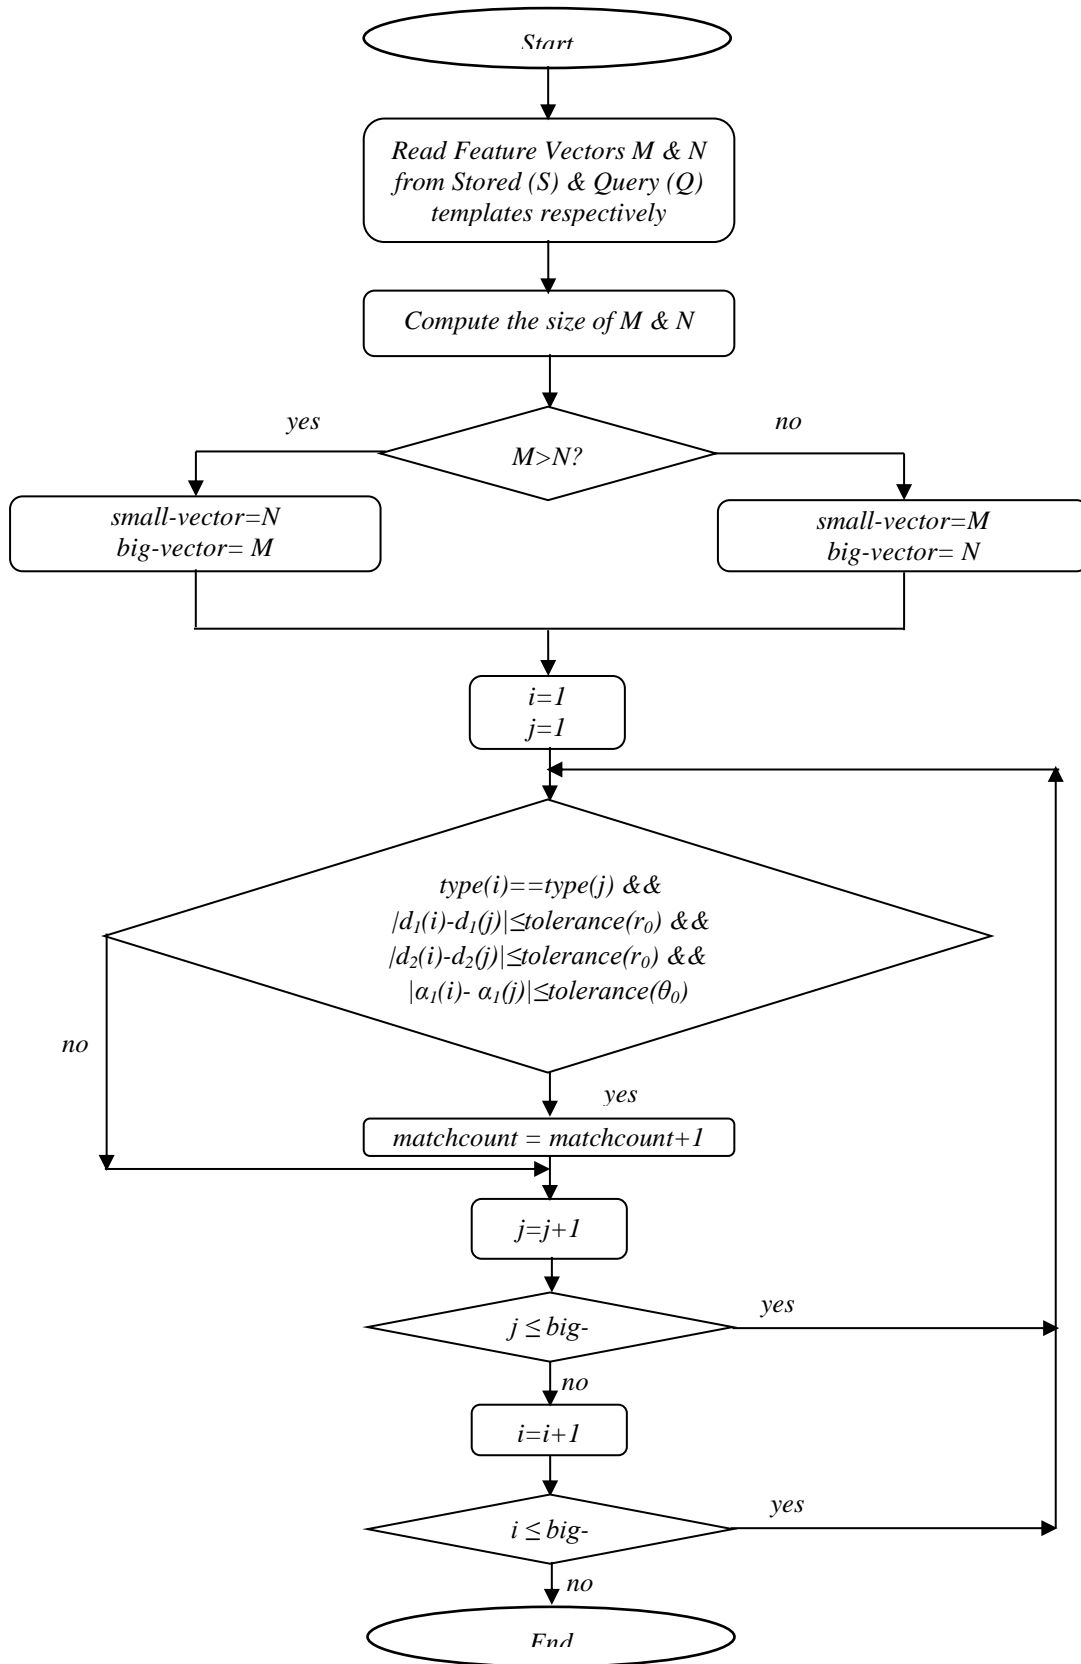 Start
Read Feature Vectors M & N
from Stored (S) & Query (Q)
templates respectively
Compute the size of M & N
yes
no
M>N?
small-vector=N
big-vector= M
small-vector=M
big-vector= N
i=1
j=1
type(i)==type(j) &&
|d₁(i)-d₁(j)|≤tolerance(r₀) &&
|d₂(i)-d₂(j)|≤tolerance(r₀) &&
|α₁(i)- α₁(j)|≤tolerance(θ₀)
no
yes
matchcount = matchcount+1
j=j+1
j ≤ big-
yes
no
i=i+1
i ≤ big-
yes
no
End